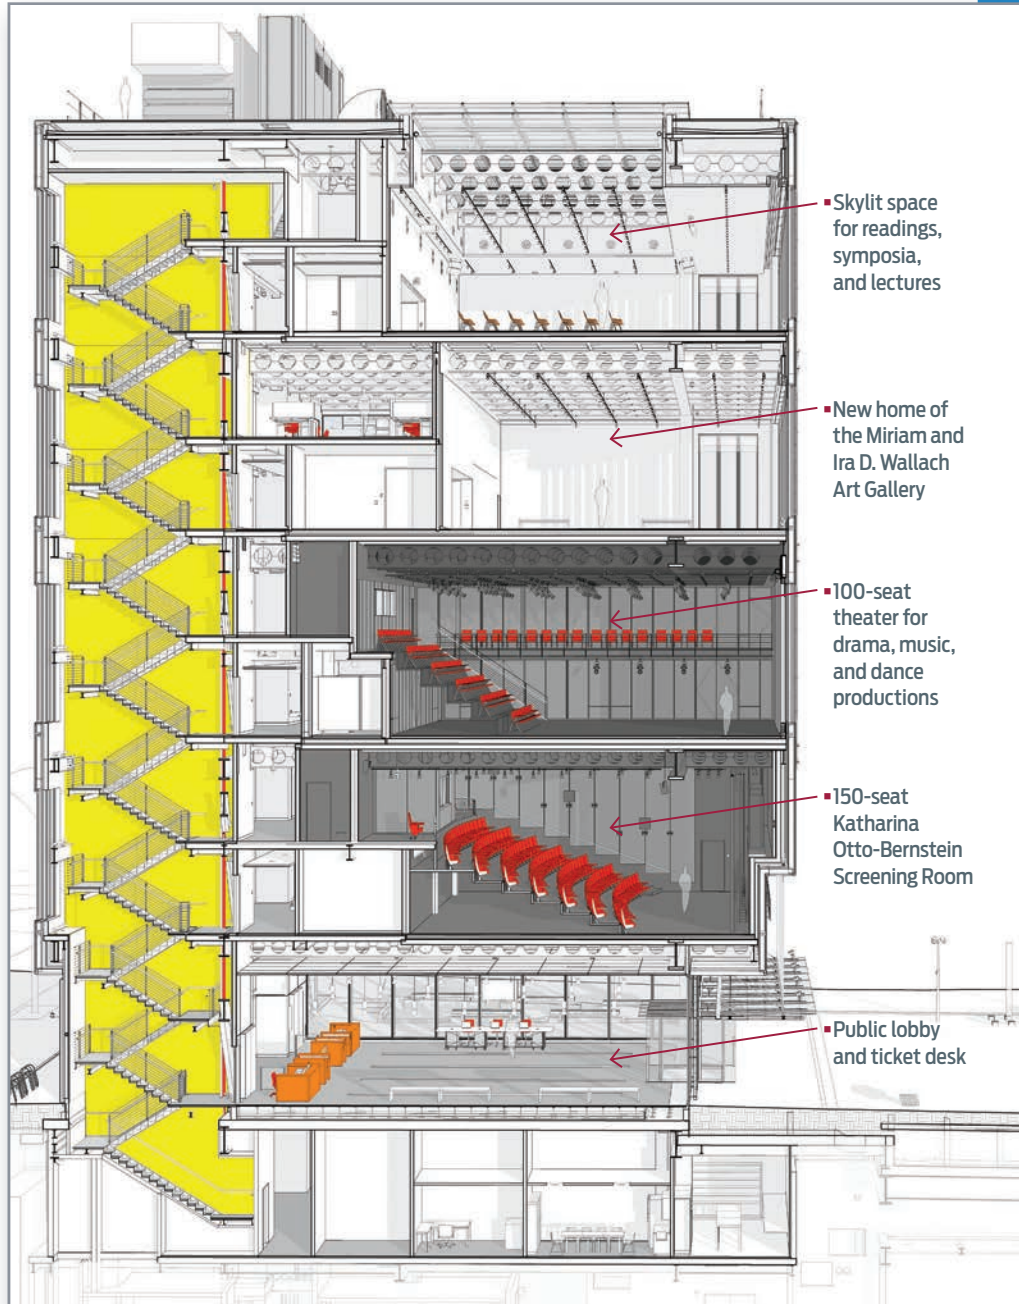 ▪Skylit space
for readings,
symposia,
and lectures
▪New home of
the Miriam and
Ira D. Wallach
Art Gallery
▪100-seat
theater for
drama, music,
and dance
productions
▪150-seat
Katharina
Otto-Bernstein
Screening Room
▪Public lobby
and ticket desk